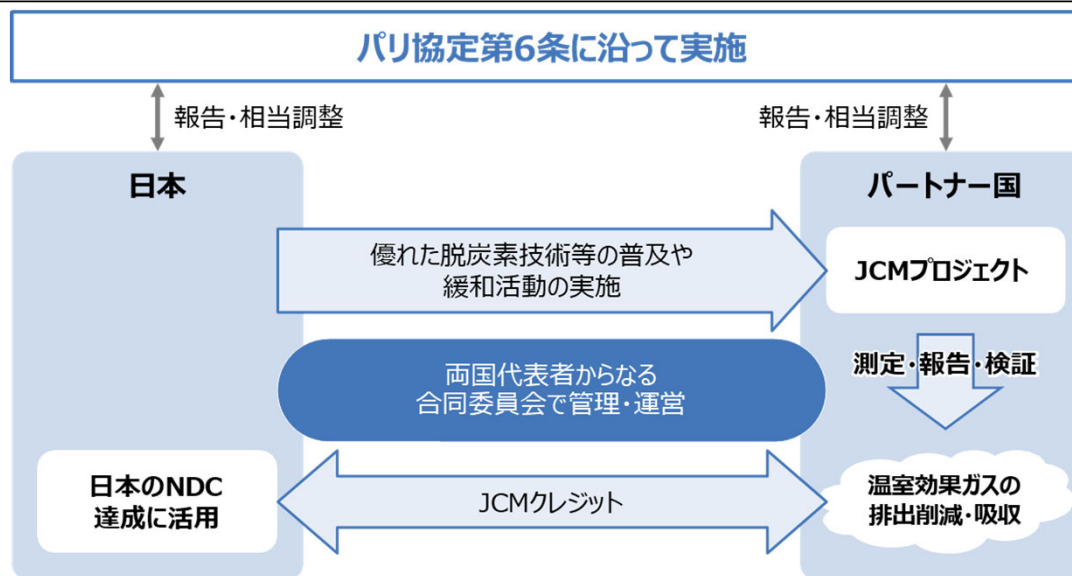 パリ協定第6条に沿って実施
報告・相当調整
報告・相当調整
日本
パートナー国
優れた脱炭素技術等の普及や
緩和活動の実施
JCMプロジェクト
測定・報告・検証
両国代表者からなる
合同委員会で管理・運営
日本のNDC
達成に活用
JCMクレジット
温室効果ガスの
排出削減・吸収